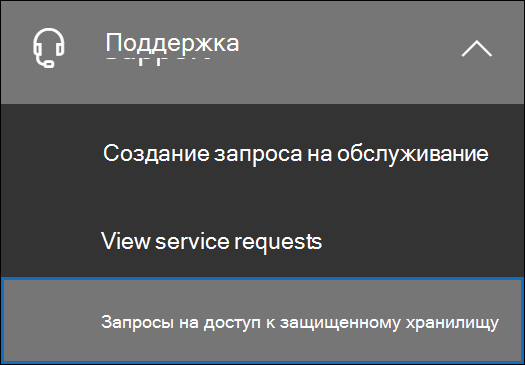 Поддержка
Создание запроса на обслуживание
View service requests
Запросы на доступ к защищенному хранилищу